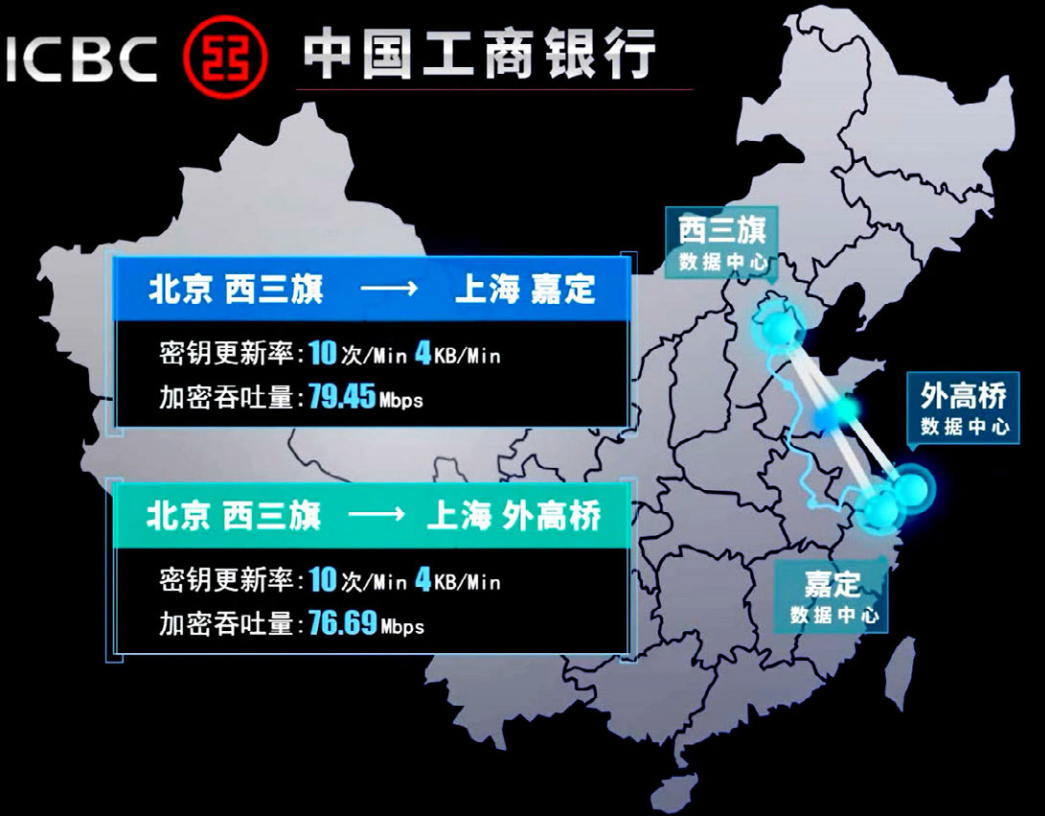 ICBC 中国工商银行
西三旗
数据中心
北京 西三旗 → 上海 嘉定
密钥更新率:10次/Min 4KB/Min
加密吞吐量:79.45Mbps
外高桥
数据中心
北京 西三旗 → 上海 外高桥
密钥更新率:10次/Min 4KB/Min
加密吞吐量:76.69Mbps
嘉定
数据中心